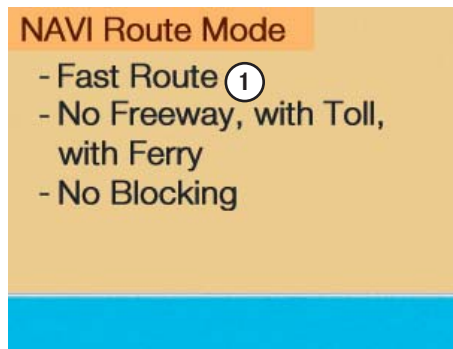 NAVI Route Mode
- Fast Route 1
- No Freeway, with Toll,
with Ferry
- No Blocking